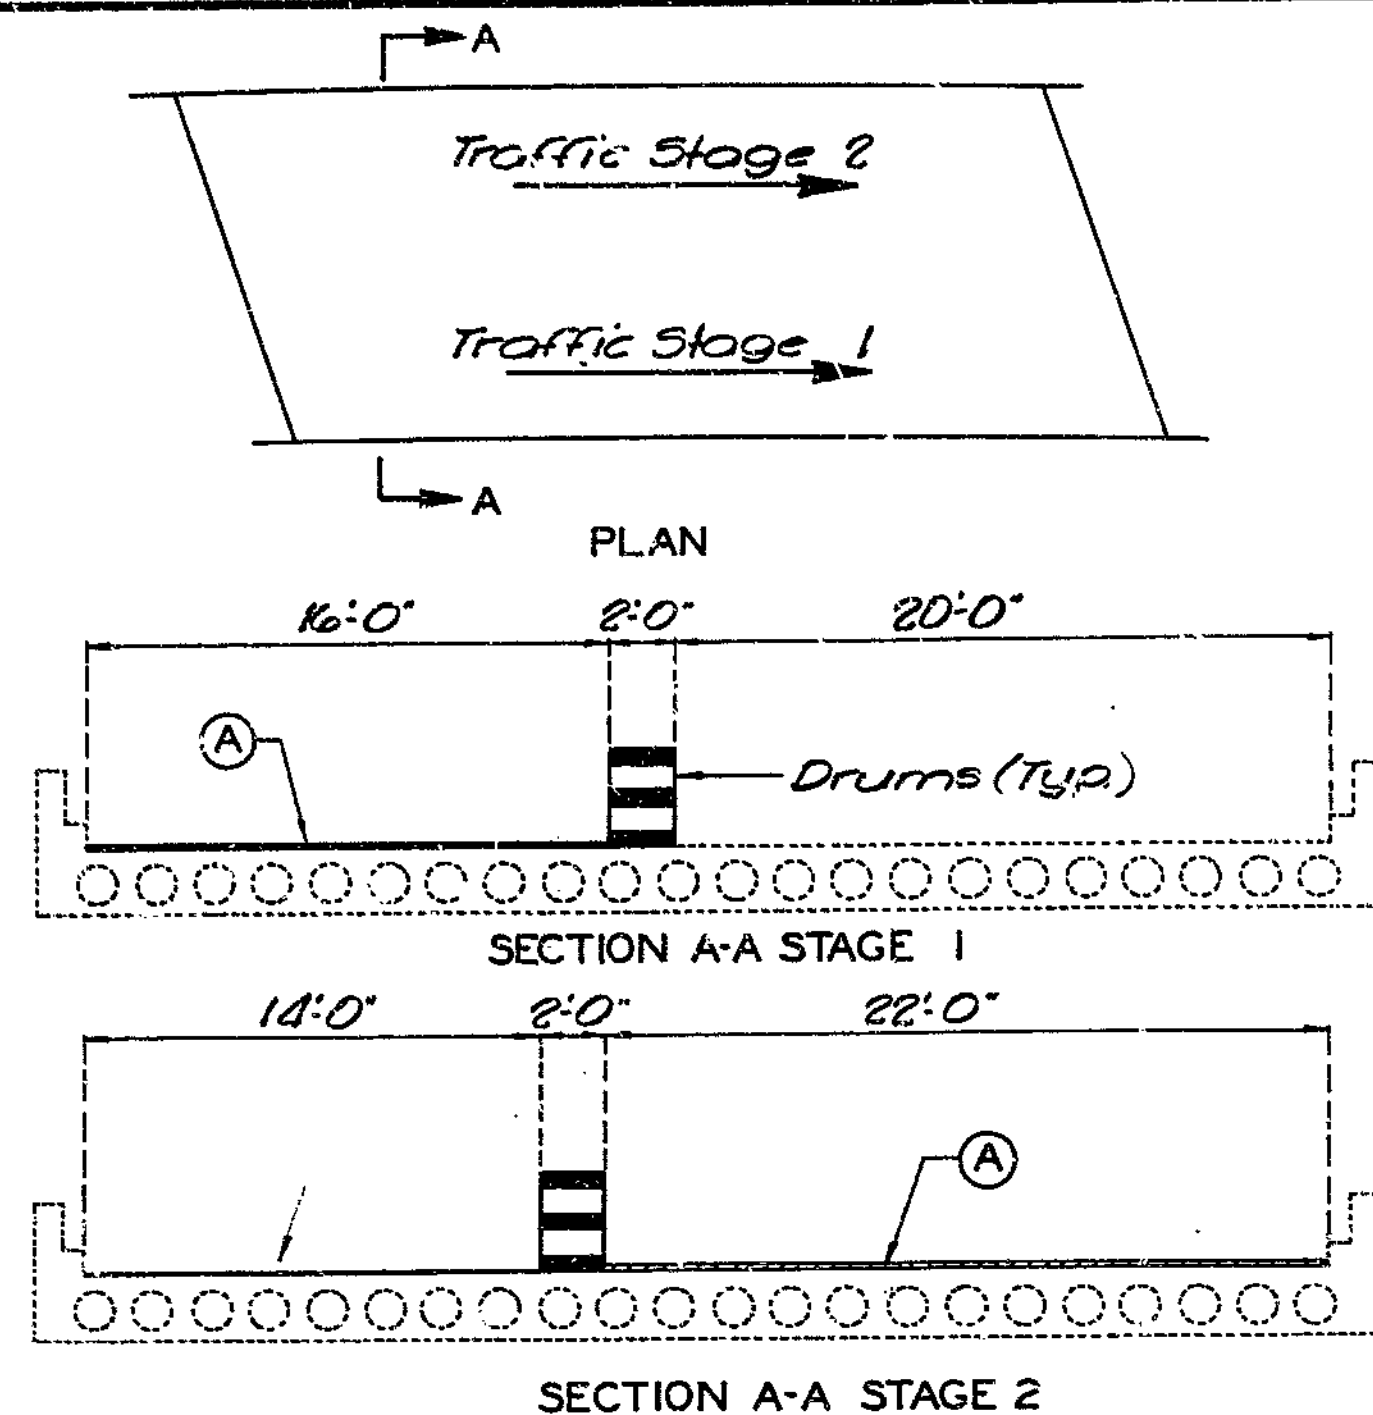 A
Traffic Stage 2
Traffic Stage 1
A
PLAN
16'-0" 2'-0" 20'-0"
A
Drums (Typ.)
SECTION A-A STAGE 1
14'-0" 2'-0" 22'-0"
A
SECTION A-A STAGE 2